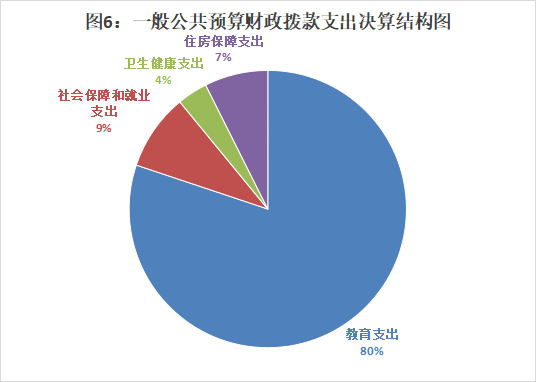 图6：一般公共预算财政拨款支出决算结构图
住房保障支出
7%
卫生健康支出
4%
社会保障和就业
支出
9%
教育支出
80%